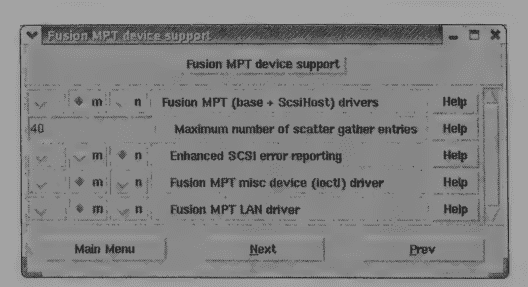 Fusion MPT device support
Fusion MPT device support
m n Fusion MPT (base + ScsiHost) drivers Help
40 Maximum number of scatter gather entries Help
m n Enhanced SCSI error reporting Help
m n Fusion MPT misc device (ioctl) driver Help
m n Fusion MPT LAN driver Help
Main Menu Next Prev